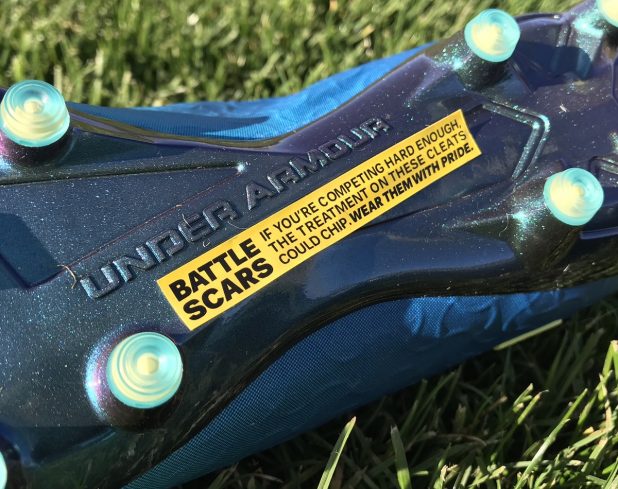 UNDER ARMOUR
BATTLE
SCARS
IF YOU'RE COMPETING HARD ENOUGH,
THE TREATMENT ON THESE CLEATS
COULD CHIP. WEAR THEM WITH PRIDE.